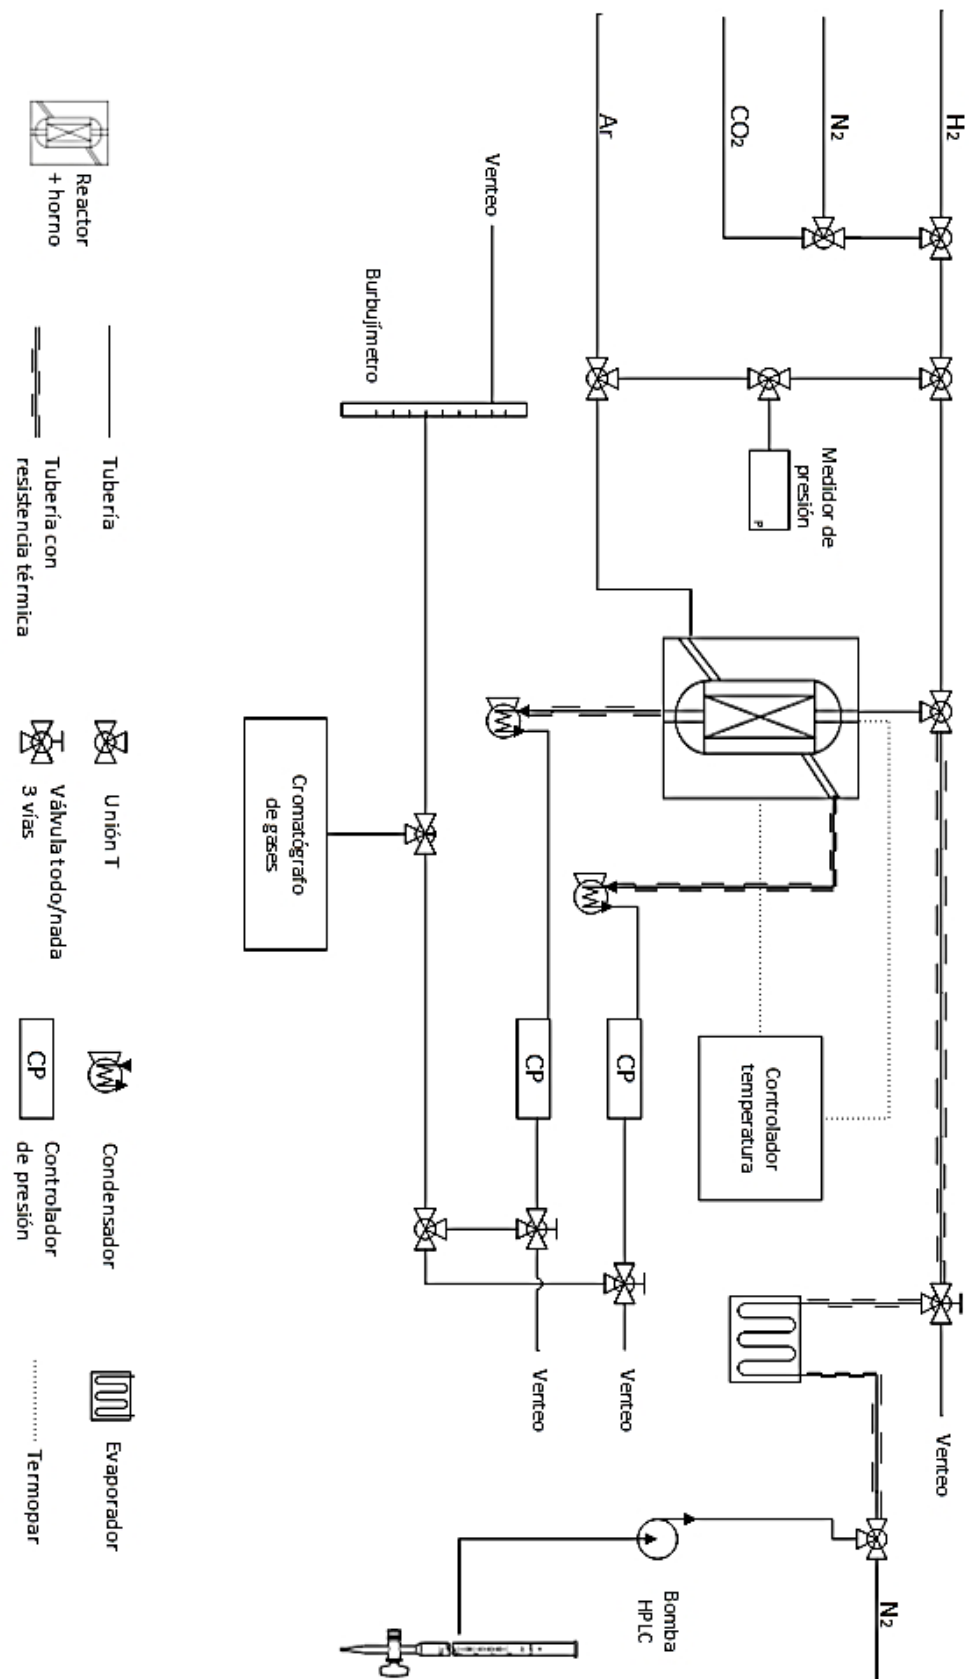 H₂
N₂
CO₂
Ar
Venteo
Burbujímetro
Medidor de
presión
P
Cromatógrafo
de gases
CP
CP
Controlador
temperatura
Venteo
Venteo
Venteo
N₂
Bomba
HPLC
Reactor
+ horno
Tubería
Tubería con
resistencia térmica
Unión T
Válvula todo/nada
3 vías
Condensador
CP
Controlador
de presión
Evaporador
Termopar